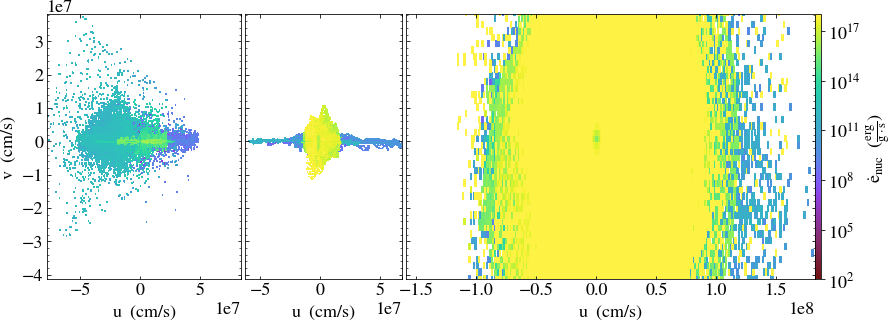 1e7
3
2
1
0
−1
−2
−3
−4
v (cm/s)
−5 0 5
1e7
u (cm/s)
−5 0 5
1e7
u (cm/s)
−1.5 −1.0 −0.5 0.0 0.5 1.0 1.5
1e8
u (cm/s)
10^17
10^14
10^11
10^8
10^5
10^2
ė_nuc (erg/g·s)